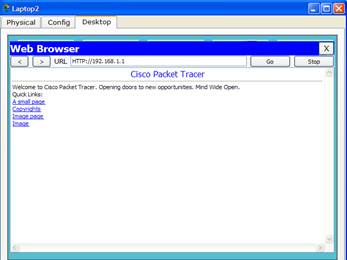 Laptop2
Physical Config Desktop
Web Browser X
< > URL HTTP://192.168.1.1 Go Stop
Cisco Packet Tracer
Welcome to Cisco Packet Tracer. Opening doors to new opportunities. Mind Wide Open.
Quick Links:
A small page
Copyrights
Image page
Image